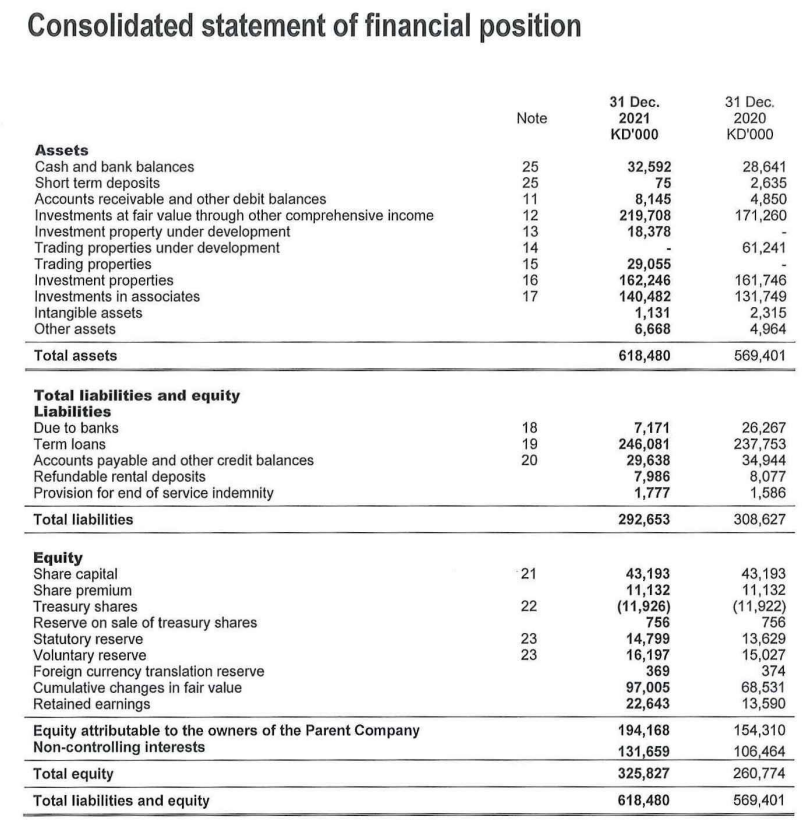 Consolidated statement of financial position
Note 31 Dec. 2021 KD'000 31 Dec. 2020 KD'000
Assets
Cash and bank balances 25 32,592 28,641
Short term deposits 25 75 2,635
Accounts receivable and other debit balances 11 8,145 4,850
Investments at fair value through other comprehensive income 12 219,708 171,260
Investment property under development 13 18,378 -
Trading properties under development 14 - 61,241
Trading properties 15 29,055 -
Investment properties 16 162,246 161,746
Investments in associates 17 140,482 131,749
Intangible assets 1,131 2,315
Other assets 6,668 4,964
Total assets 618,480 569,401
Total liabilities and equity
Liabilities
Due to banks 18 7,171 26,267
Term loans 19 246,081 237,753
Accounts payable and other credit balances 20 29,638 34,944
Refundable rental deposits 7,986 8,077
Provision for end of service indemnity 1,777 1,586
Total liabilities 292,653 308,627
Equity
Share capital 21 43,193 43,193
Share premium 11,132 11,132
Treasury shares 22 (11,926) (11,922)
Reserve on sale of treasury shares 756 756
Statutory reserve 23 14,799 13,629
Voluntary reserve 23 16,197 15,027
Foreign currency translation reserve 369 374
Cumulative changes in fair value 97,005 68,531
Retained earnings 22,643 13,590
Equity attributable to the owners of the Parent Company 194,168 154,310
Non-controlling interests 131,659 106,464
Total equity 325,827 260,774
Total liabilities and equity 618,480 569,401